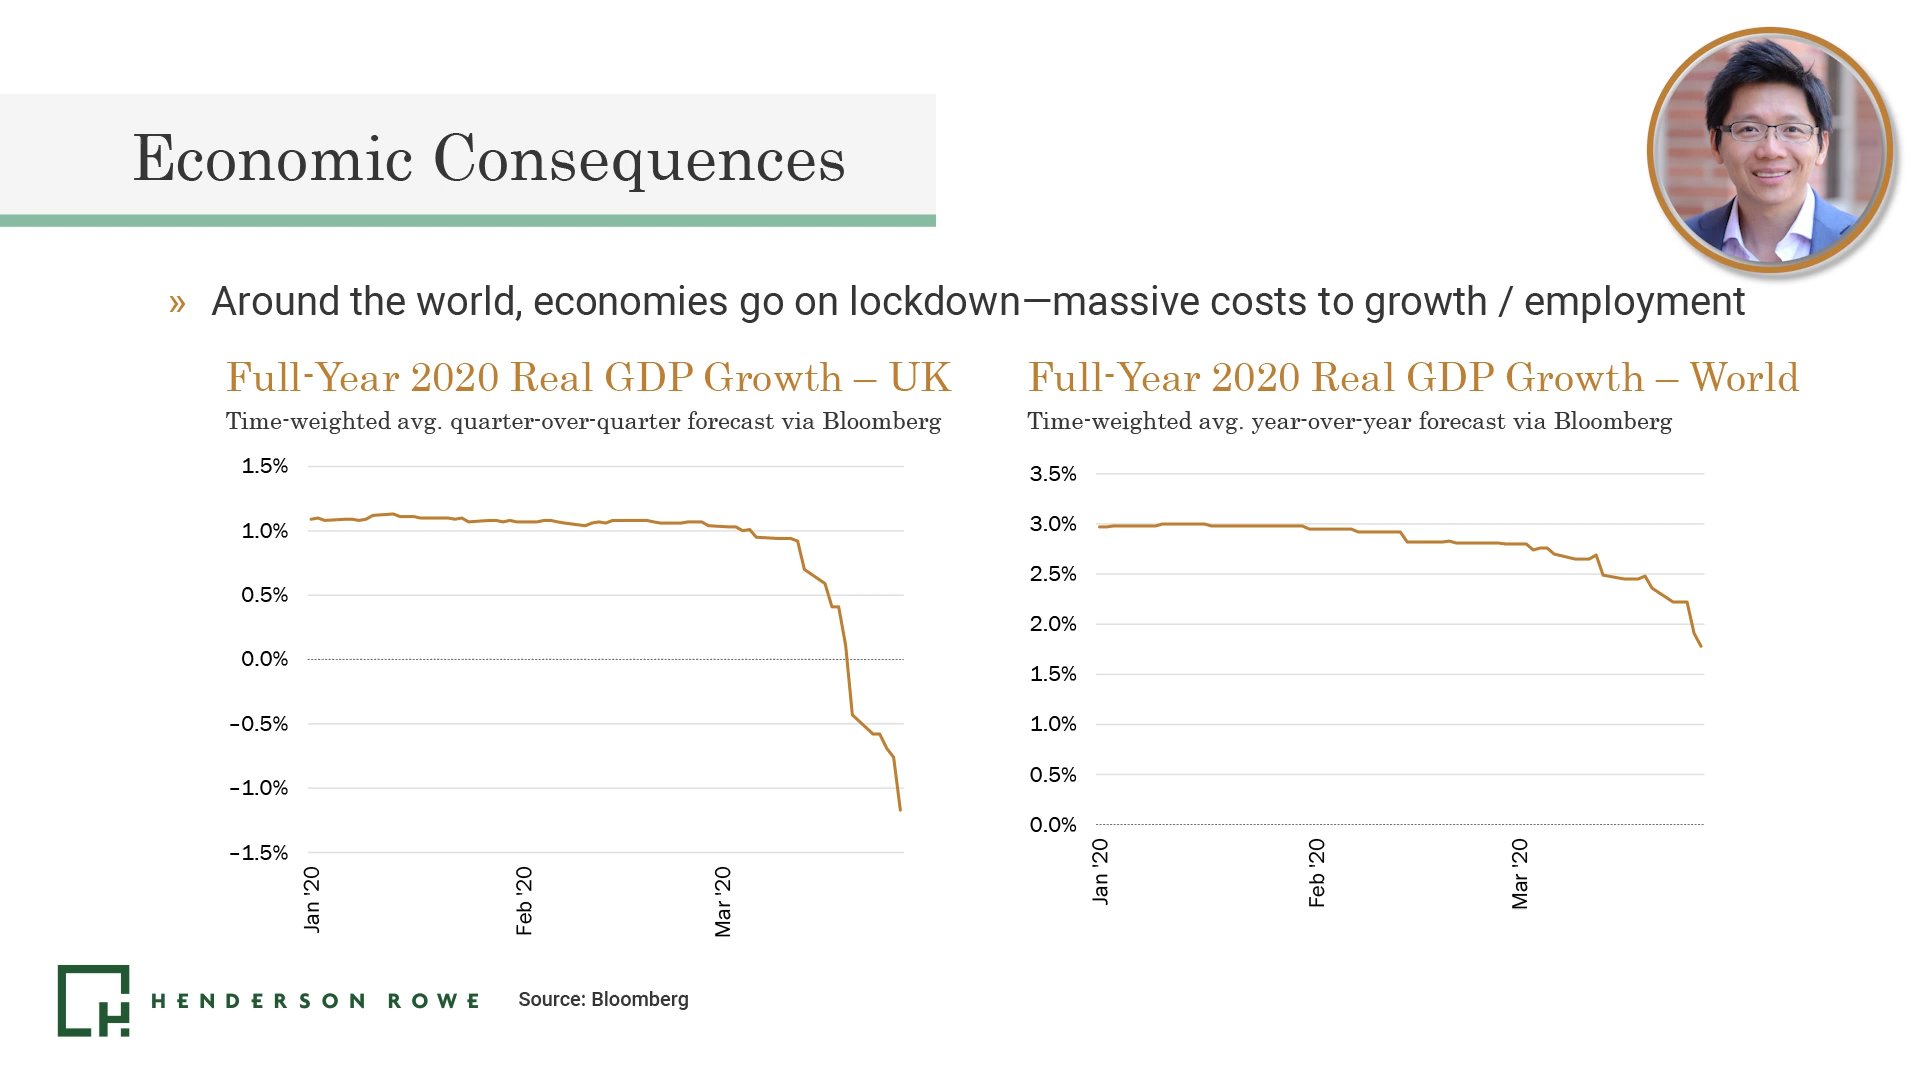 Economic Consequences
» Around the world, economies go on lockdown—massive costs to growth / employment
Full-Year 2020 Real GDP Growth – UK
Time-weighted avg. quarter-over-quarter forecast via Bloomberg
1.5%
1.0%
0.5%
0.0%
–0.5%
–1.0%
–1.5%
Jan '20
Feb '20
Mar '20
Full-Year 2020 Real GDP Growth – World
Time-weighted avg. year-over-year forecast via Bloomberg
3.5%
3.0%
2.5%
2.0%
1.5%
1.0%
0.5%
0.0%
Jan '20
Feb '20
Mar '20
HENDERSON ROWE
Source: Bloomberg